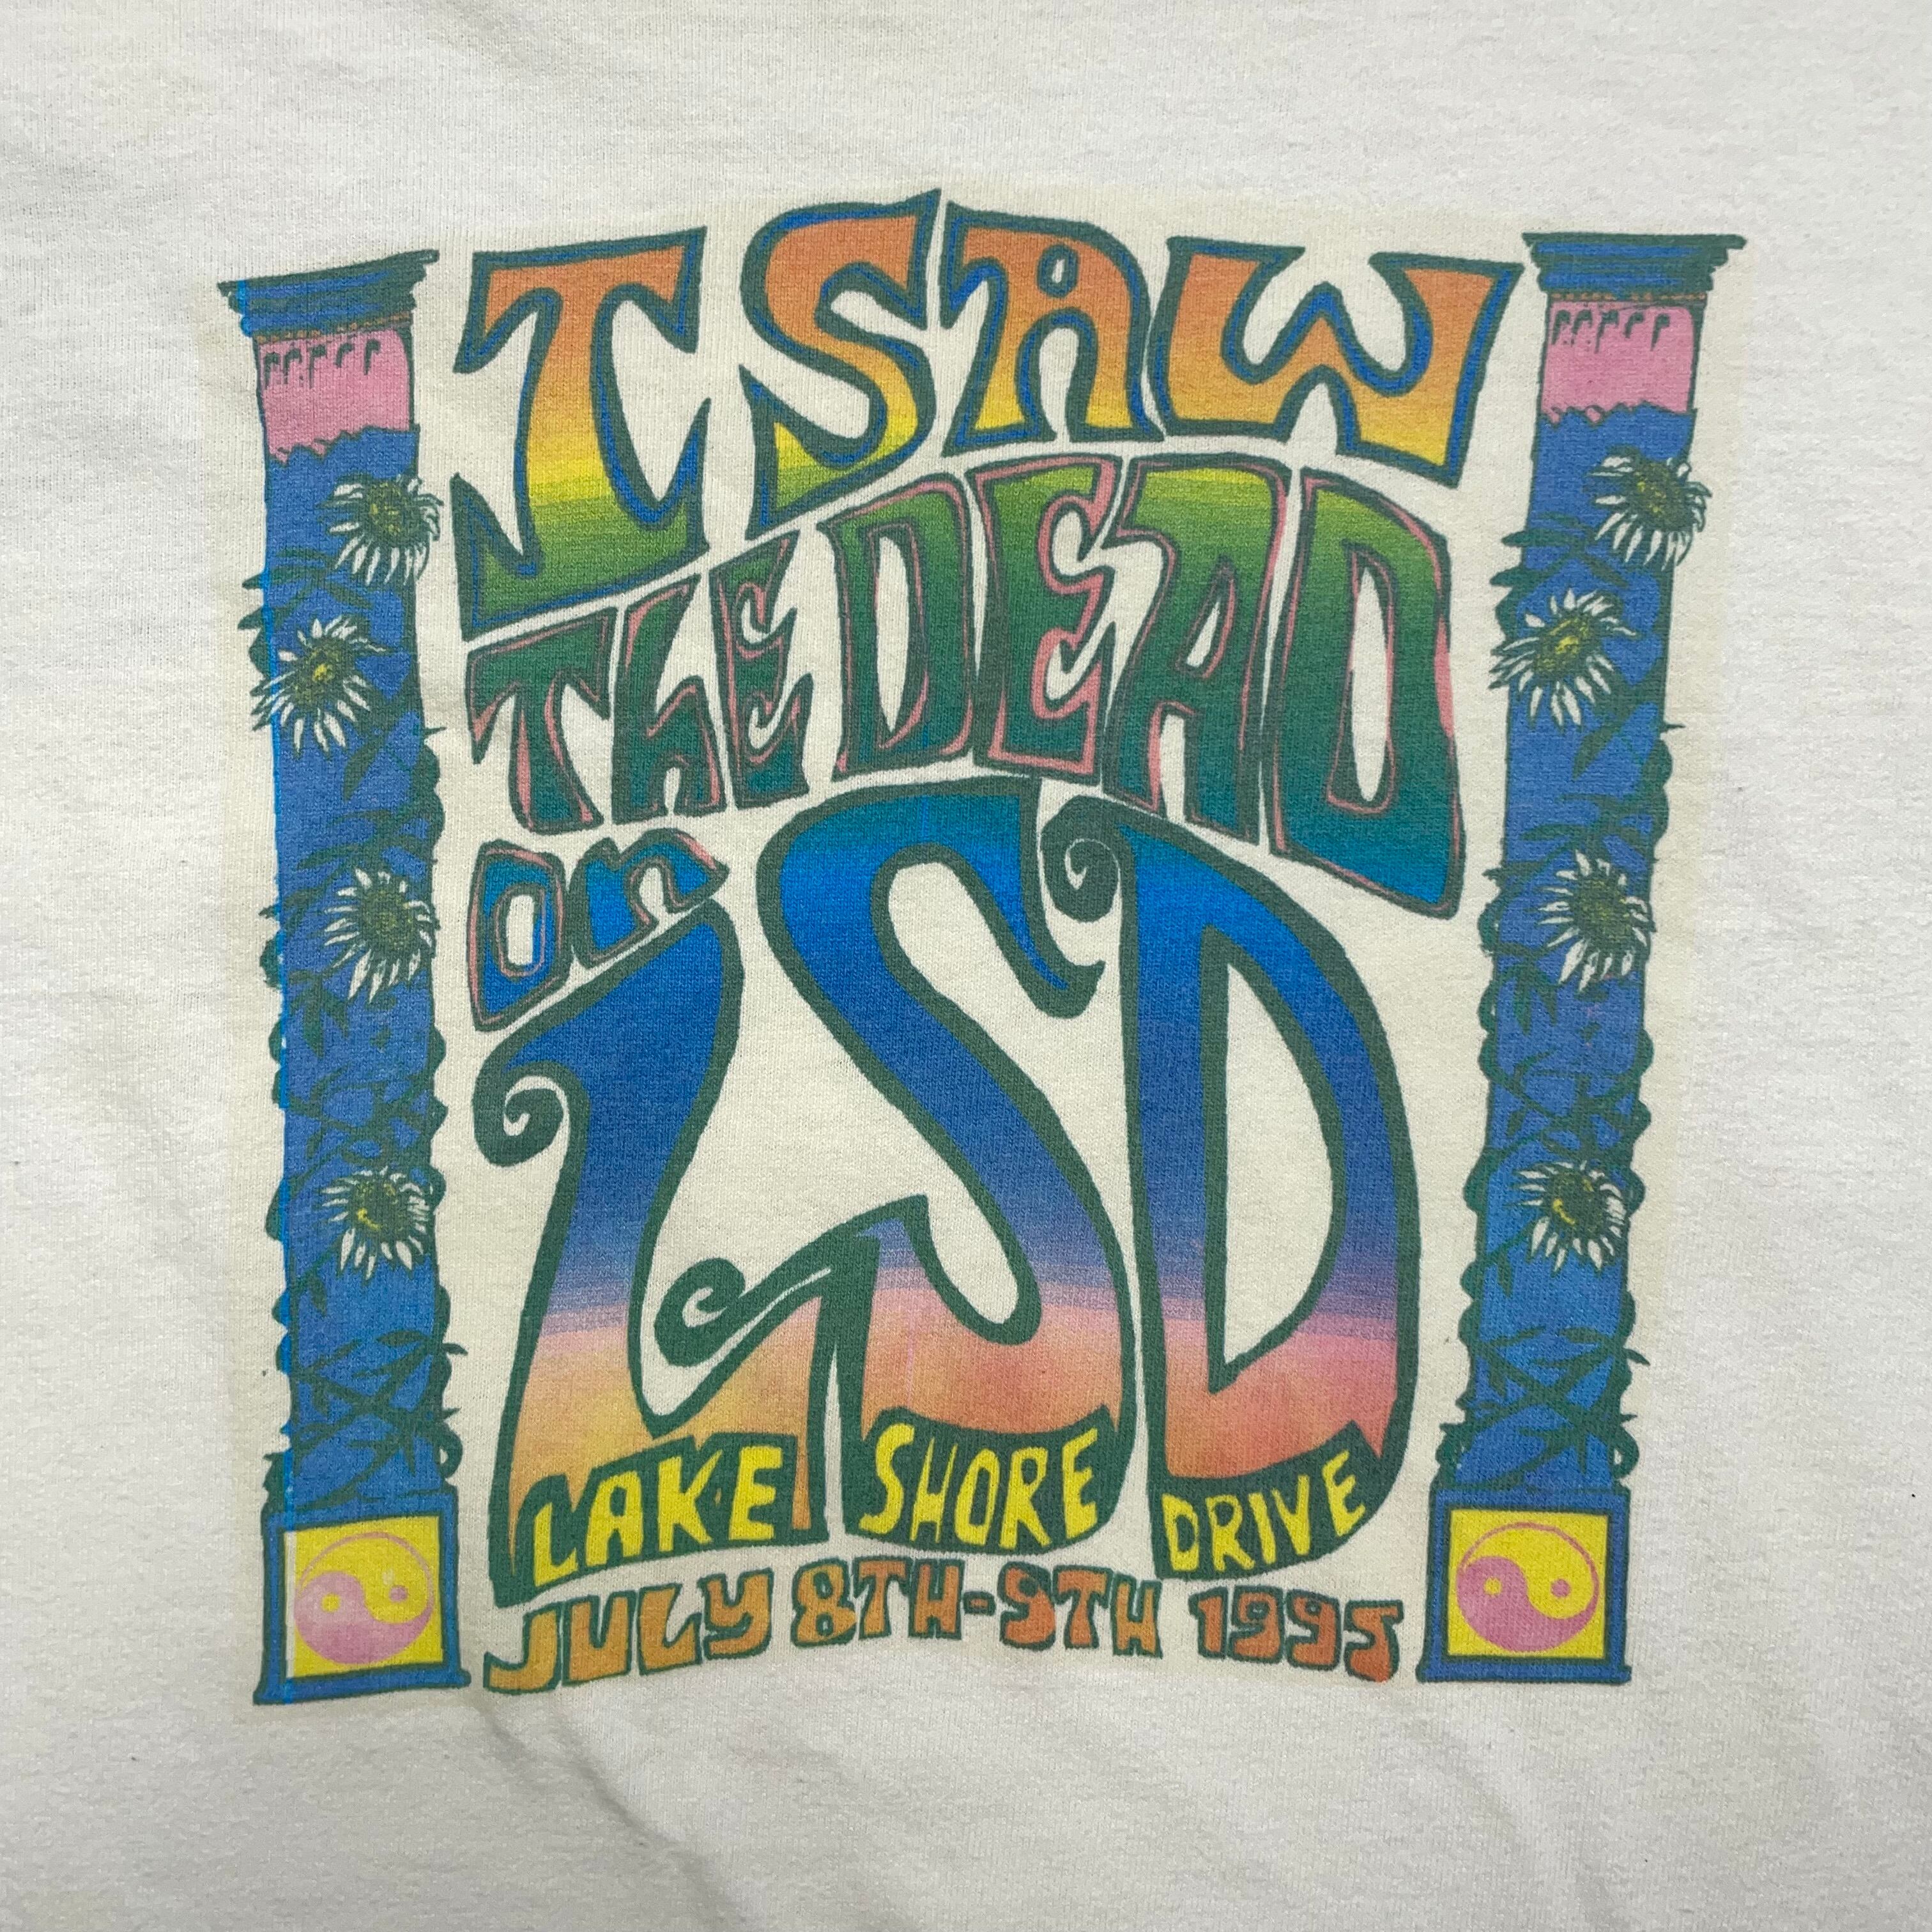 I SAW
THE DEAD
on
LSD
LAKE SHORE DRIVE
JULY 8TH-9TH 1995